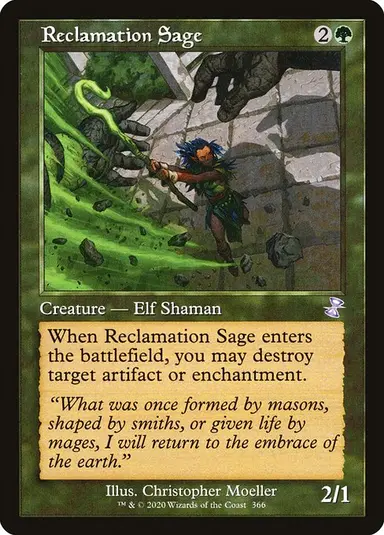 Reclamation Sage 2
Creature — Elf Shaman
When Reclamation Sage enters
the battlefield, you may destroy
target artifact or enchantment.
“What was once formed by masons,
shaped by smiths, or given life by
mages, I will return to the embrace of
the earth.”
Illus. Christopher Moeller
™ & © 2020 Wizards of the Coast 366
2/1